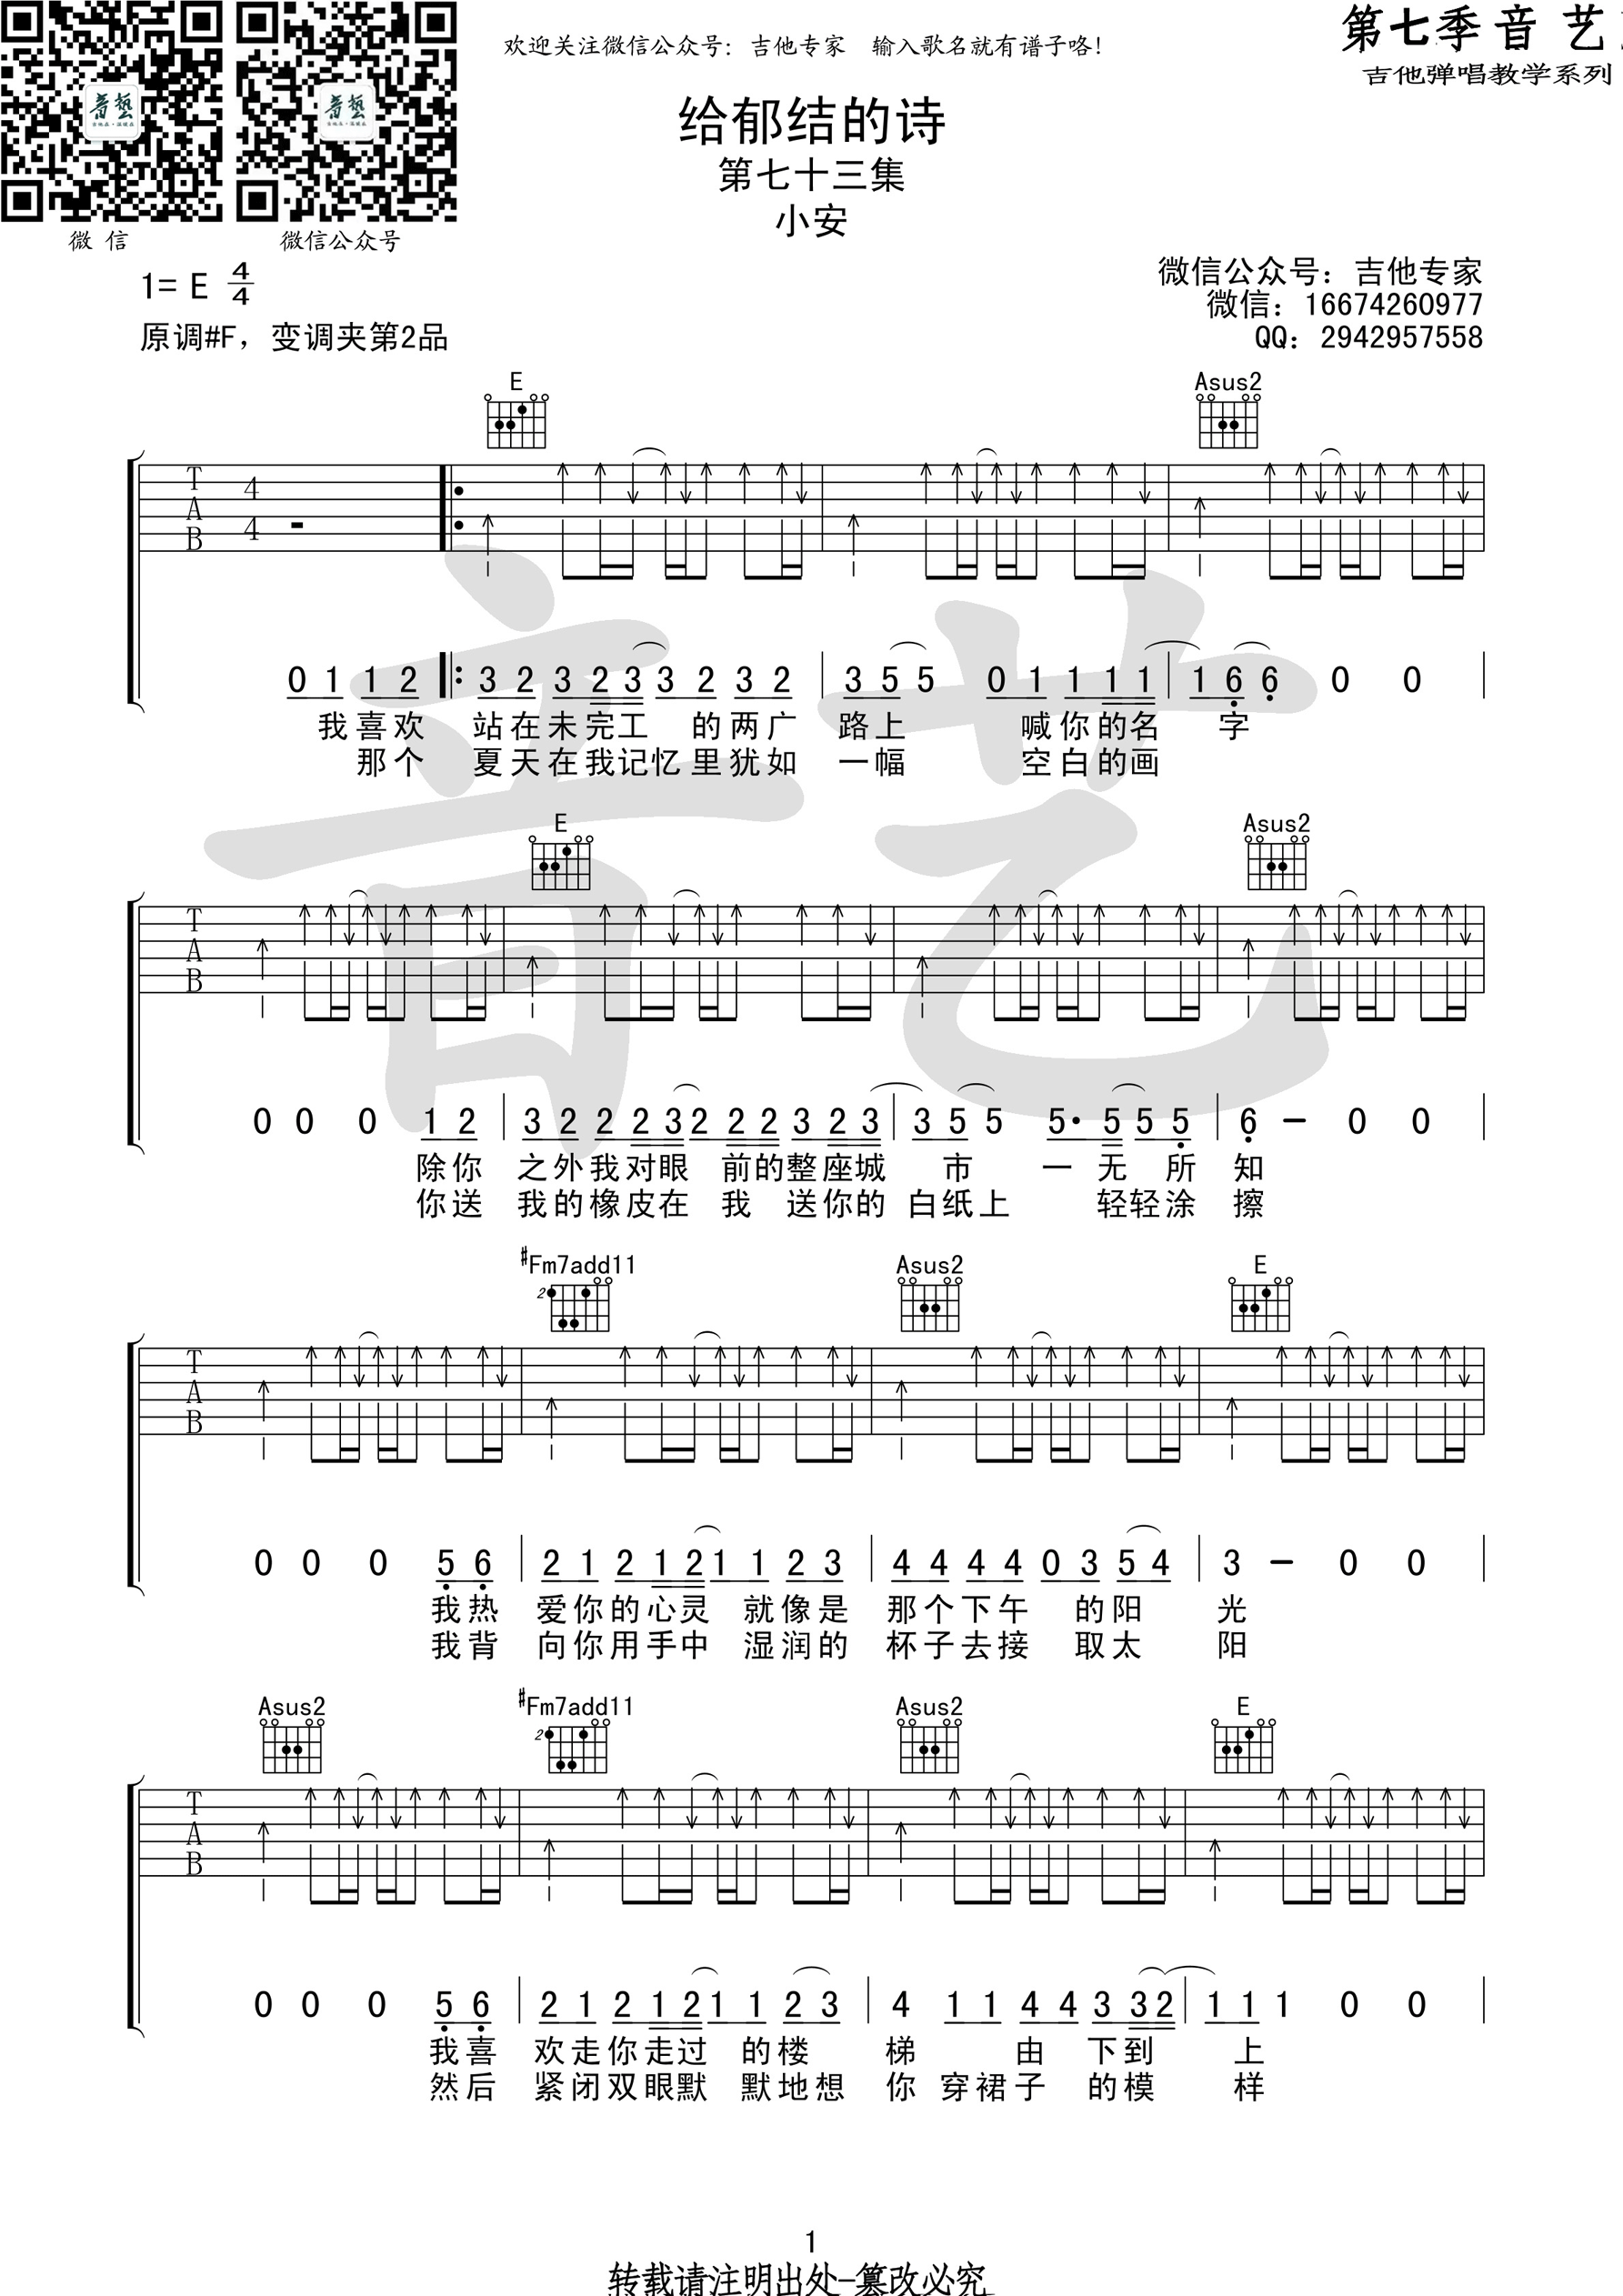 欢迎关注微信公众号：吉他专家　输入歌名就有谱子咯！
第七季音 艺
吉他弹唱教学系列
给郁结的诗
第七十三集
小安
微 信
微信公众号
1= E 4/4
原调#F，变调夹第2品
微信公众号：吉他专家
微信：16674260977
QQ：2942957558
E Asus2
T A B 4 4
0 1 1 2 3 2 3 2 3 3 2 3 2 | 3 5 5 0 1 1 1 1 | 1 6 6 0 0 |
我喜欢 站在未完工 的两广 路上 喊你的名 字
那个 夏天在我记忆里犹如 一幅 空白的画
E Asus2
T A B
0 0 0 1 2 | 3 2 2 2 3 2 2 2 3 2 3 | 3 5 5 5· 5 5 5 | 6 - 0 0 |
除你 之外我对眼 前的整座城 市 一 无 所 知
你送 我的橡皮在 我 送你的 白纸上 轻轻涂 擦
#Fm7add11 Asus2 E
2
T A B
0 0 0 5 6 | 2 1 2 1 2 1 1 2 3 | 4 4 4 4 0 3 5 4 | 3 - 0 0 |
我热 爱你的心灵 就像是 那个下午 的阳 光
我背 向你用手中 湿润的 杯子去接 取太 阳
Asus2 #Fm7add11 Asus2 E
2
T A B
0 0 0 5 6 | 2 1 2 1 2 1 1 2 3 | 4 1 1 4 4 3 3 2 | 1 1 1 0 0 |
我喜 欢走你走过 的楼 梯 由 下到 上
然后 紧闭双眼默 默地想 你 穿裙子 的模 样
1
转载请注明出处-篡改必究
音艺